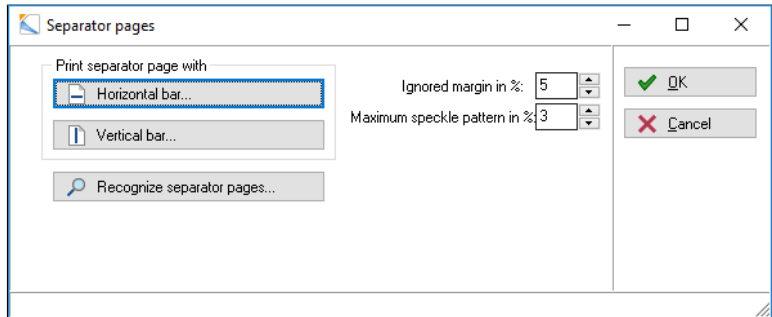 Separator pages
Print separator page with
Horizontal bar...
Vertical bar...
Recognize separator pages...
Ignored margin in %: 5
Maximum speckle pattern in %: 3
OK
Cancel